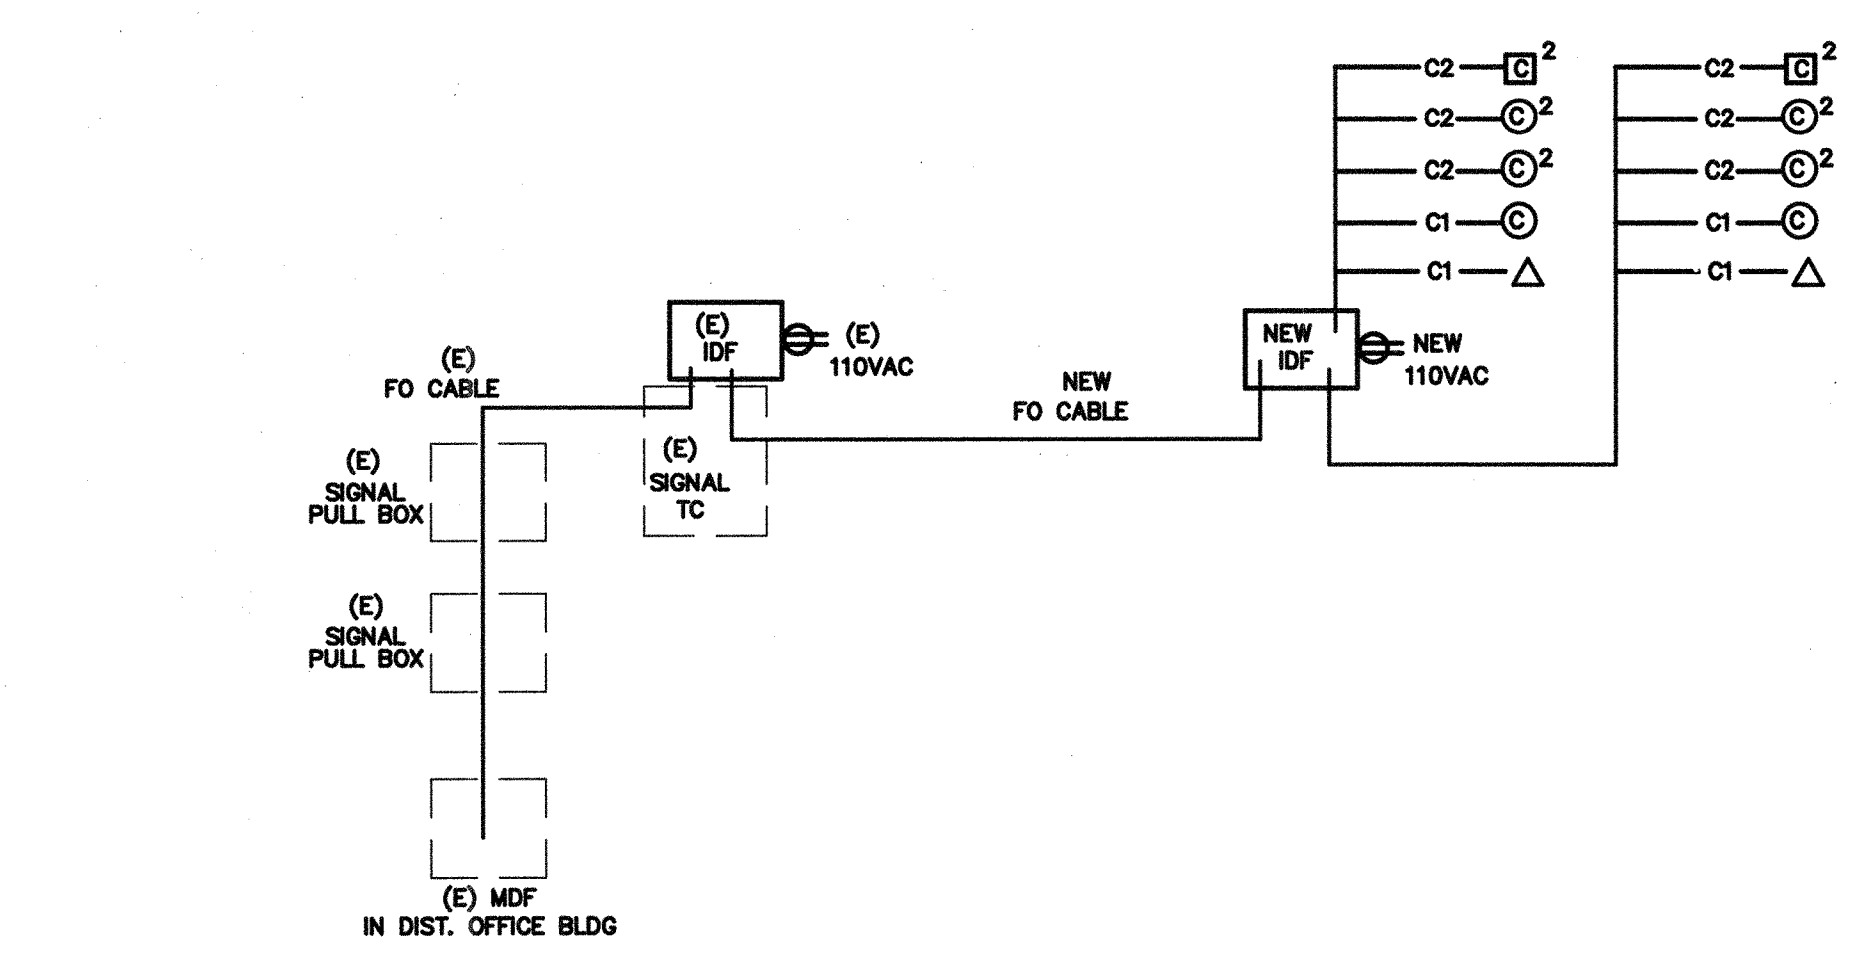 C2 C 2
C2 C 2
C2 C 2
C1 C
C1
C2 C 2
C2 C 2
C2 C 2
C1 C
C1
(E)
IDF
(E)
110VAC
NEW
IDF
NEW
110VAC
(E)
FO CABLE
NEW
FO CABLE
(E)
SIGNAL
PULL BOX
(E)
SIGNAL
TC
(E)
SIGNAL
PULL BOX
(E) MDF
IN DIST. OFFICE BLDG